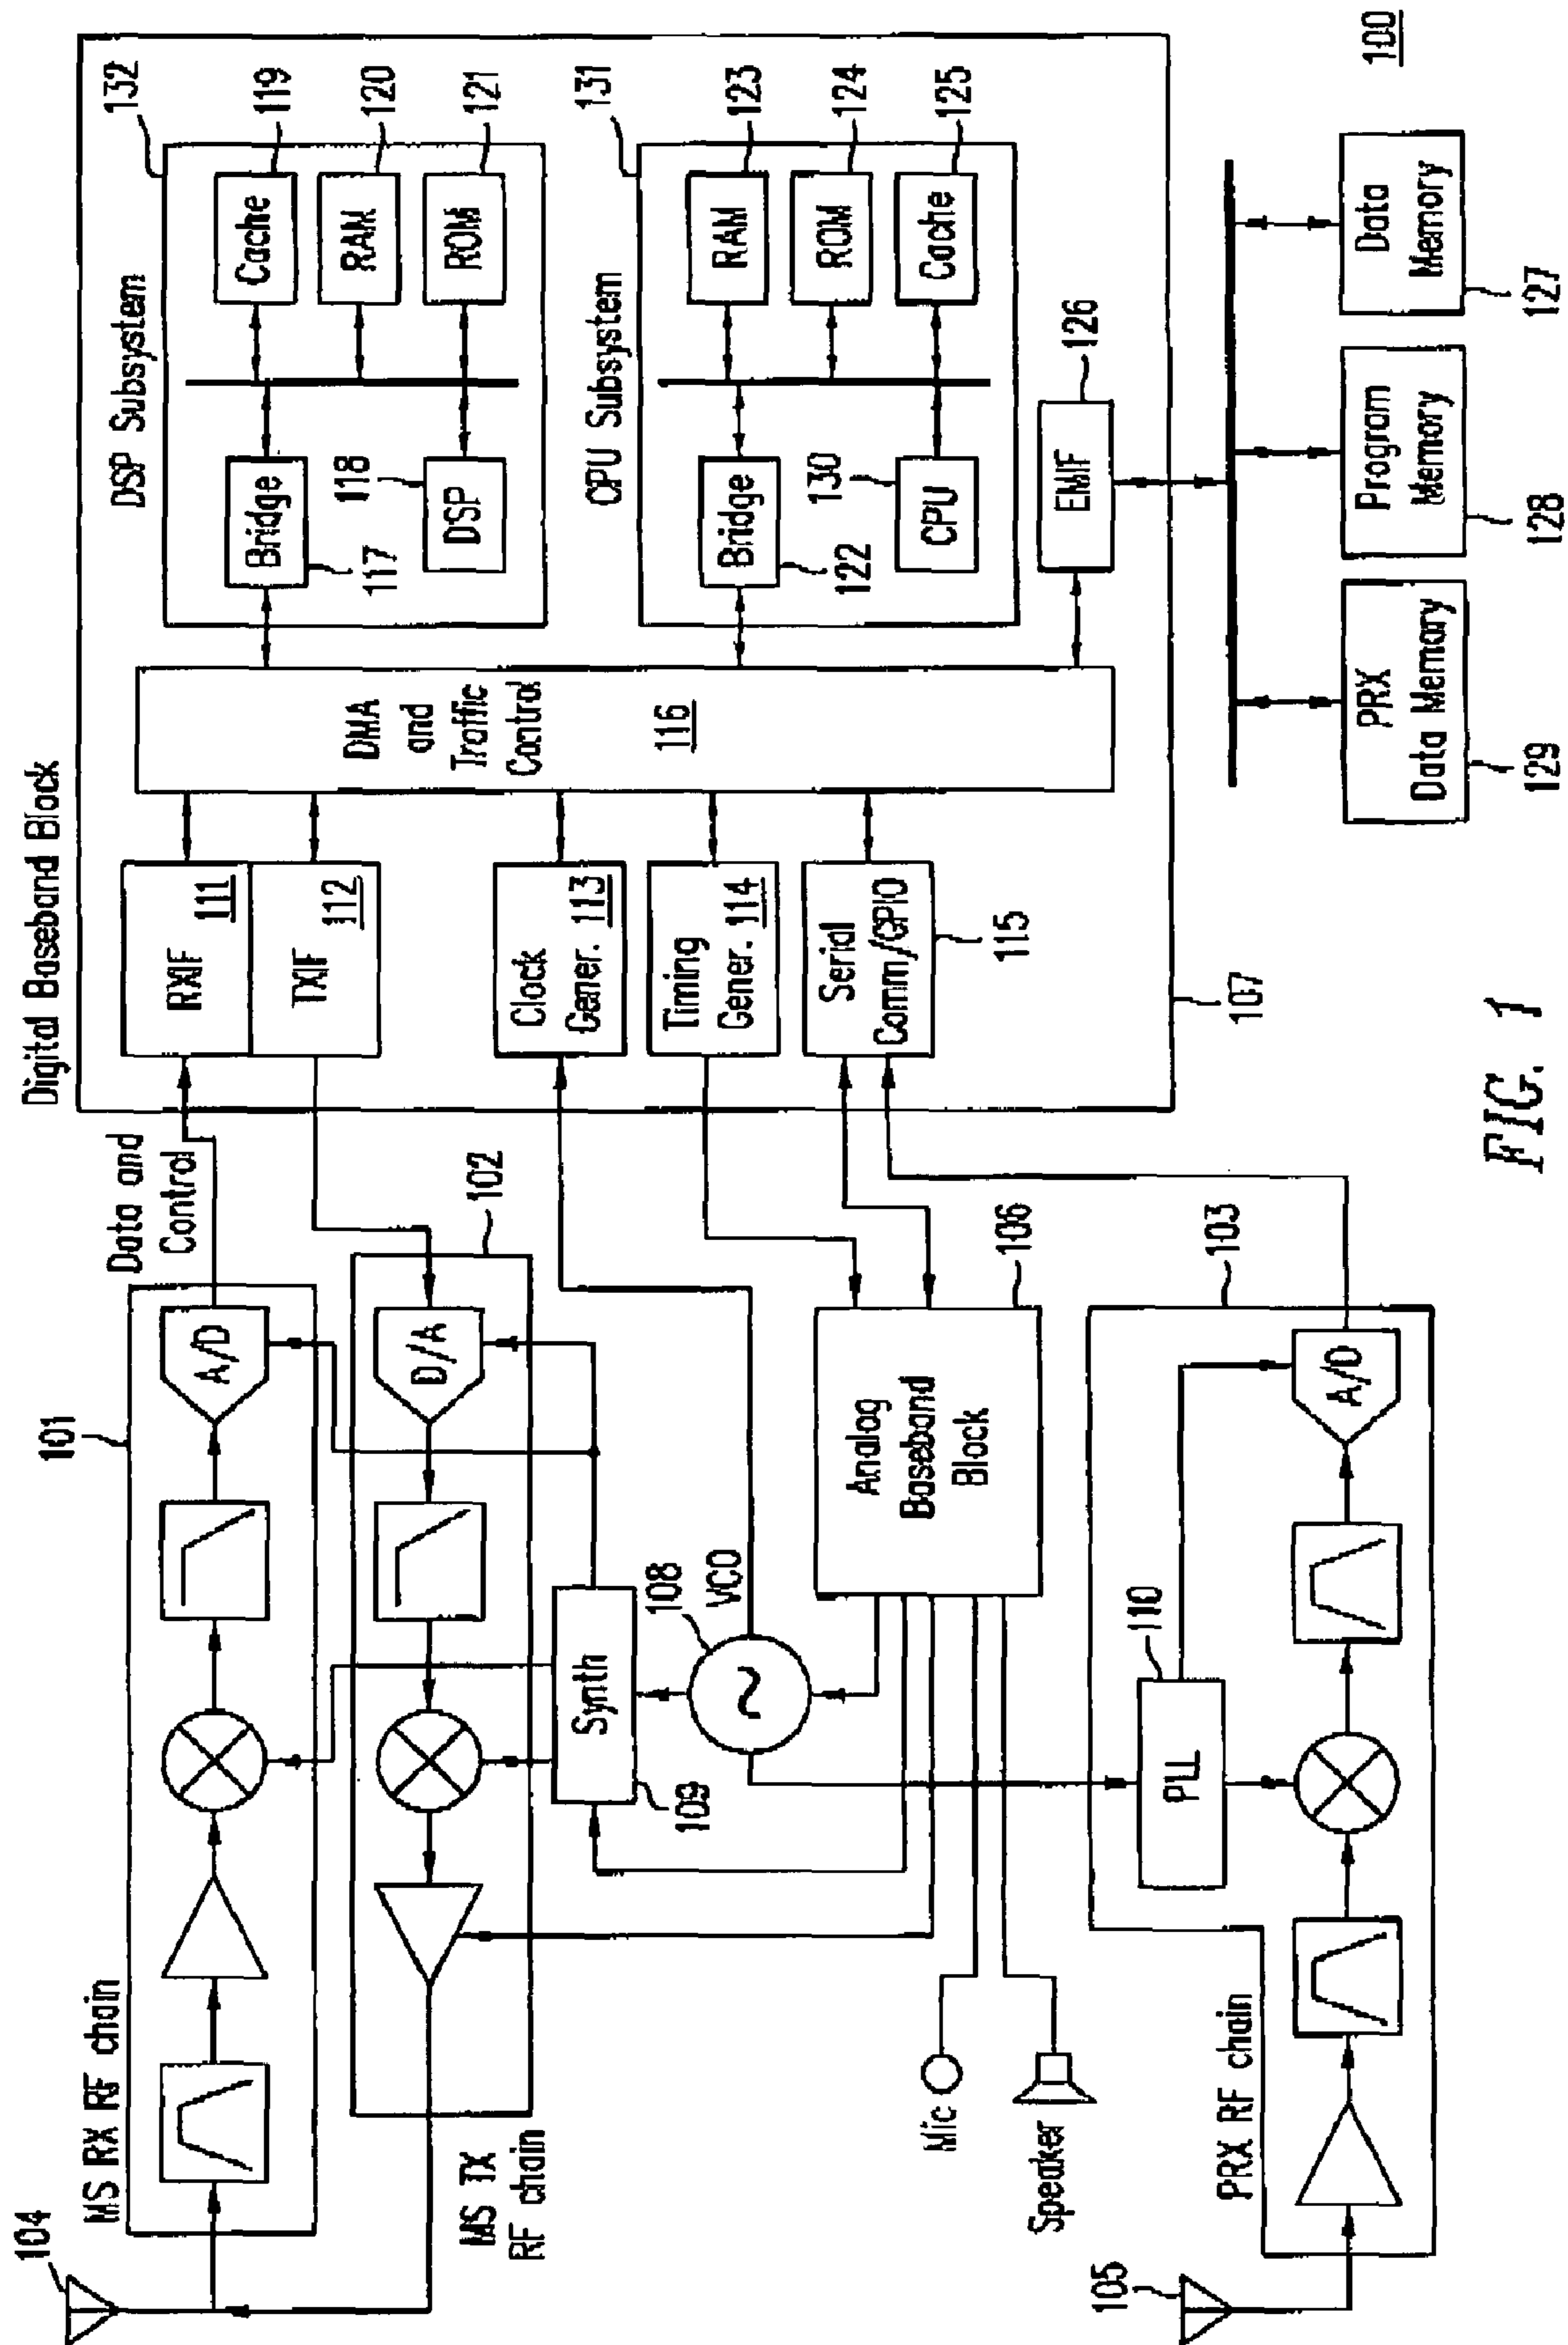 Digital Baseband Block
132
DSP Subsystem
Cache
119
RAM
120
ROM
121
Bridge
117
118
DSP
131
CPU Subsystem
RAM
123
ROM
124
Cache
125
Bridge
122
130
CPU
EMIF
126
DMA
and
Traffic
Control
116
RXIF
111
TXIF
112
Clock
Gener. 113
Timing
Gener. 114
Serial
Comm/GPIO
115
107
Data and
Control
101
MS RX RF chain
A/D
102
D/A
MS TX
RF chain
104
Synth
109
108
VCO
Analog
Baseband
Block
106
Mic
Speaker
103
110
PLL
A/D
PRX RF chain
105
PRX
Data Memory
129
Program
Memory
128
Data
Memory
127
100
FIG. 1